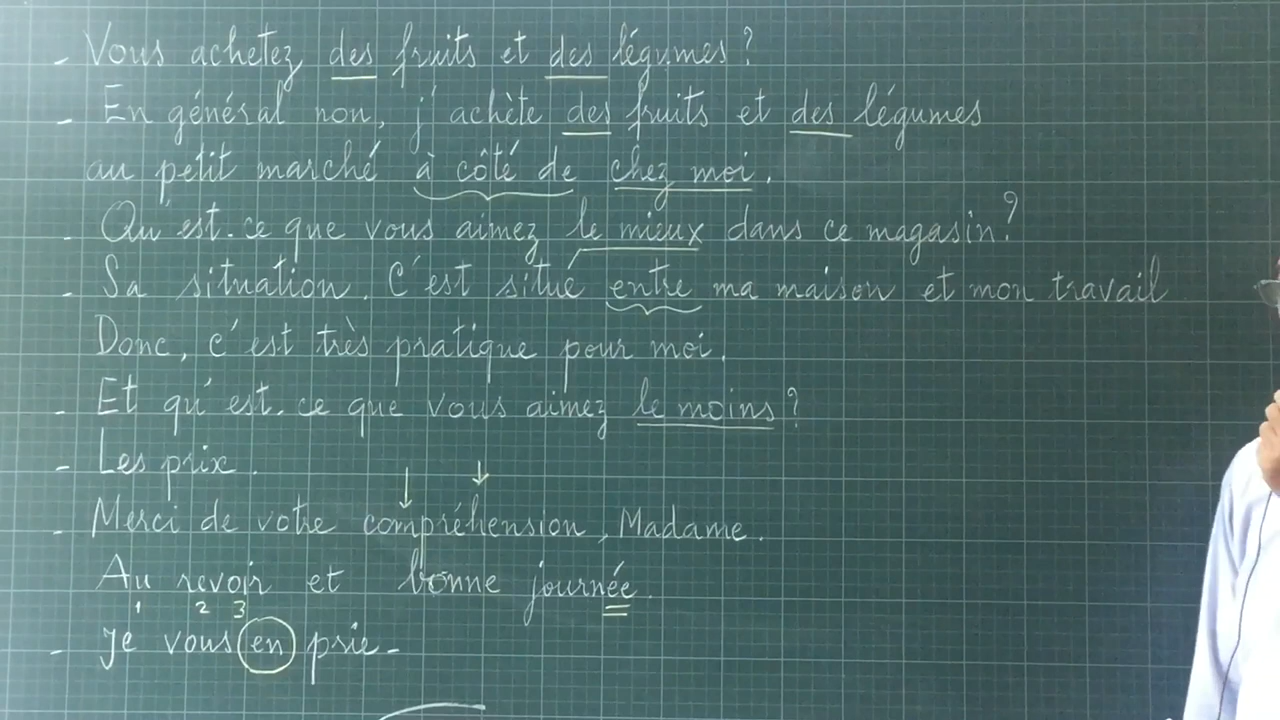 - Vous achetez des fruits et des légumes ?
- En général non, j'achète des fruits et des légumes
au petit marché à côté de chez moi.
- Qu'est-ce que vous aimez le mieux dans ce magasin ?
- Sa situation. C'est situé entre ma maison et mon travail
Donc, c'est très pratique pour moi.
- Et qu'est-ce que vous aimez le moins ?
- Les prix.
- Merci de votre compréhension, Madame.
Au revoir et bonne journée.
1 2 3
- Je vous en prie -